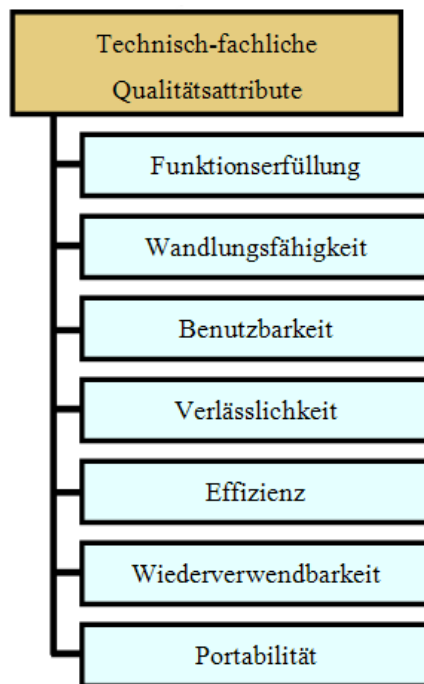 Technisch-fachliche
Qualitätsattribute
Funktionserfüllung
Wandlungsfähigkeit
Benutzbarkeit
Verlässlichkeit
Effizienz
Wiederverwendbarkeit
Portabilität